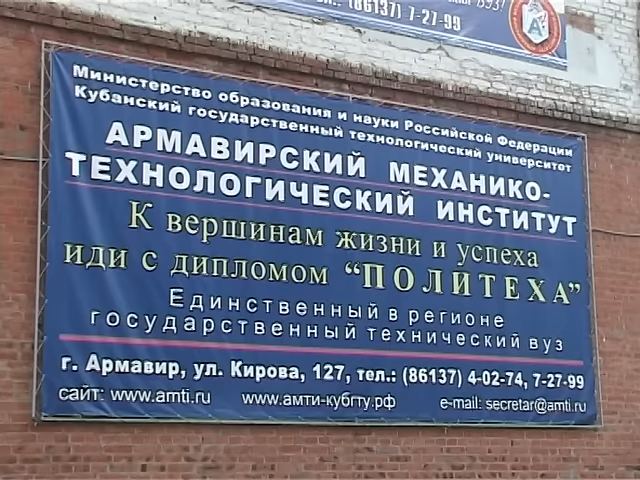 (86137) 7-27-99
Министерство образования и науки Российской Федерации
Кубанский государственный технологический университет
АРМАВИРСКИЙ МЕХАНИКО-
ТЕХНОЛОГИЧЕСКИЙ ИНСТИТУТ
К вершинам жизни и успеха
иди с дипломом “ПОЛИТЕХА”
Единственный в регионе
государственный технический вуз
г. Армавир, ул. Кирова, 127, тел.: (86137) 4-02-74, 7-27-99
сайт: www.amti.ru www.амти-кубгту.рф e-mail: secretar@amti.ru